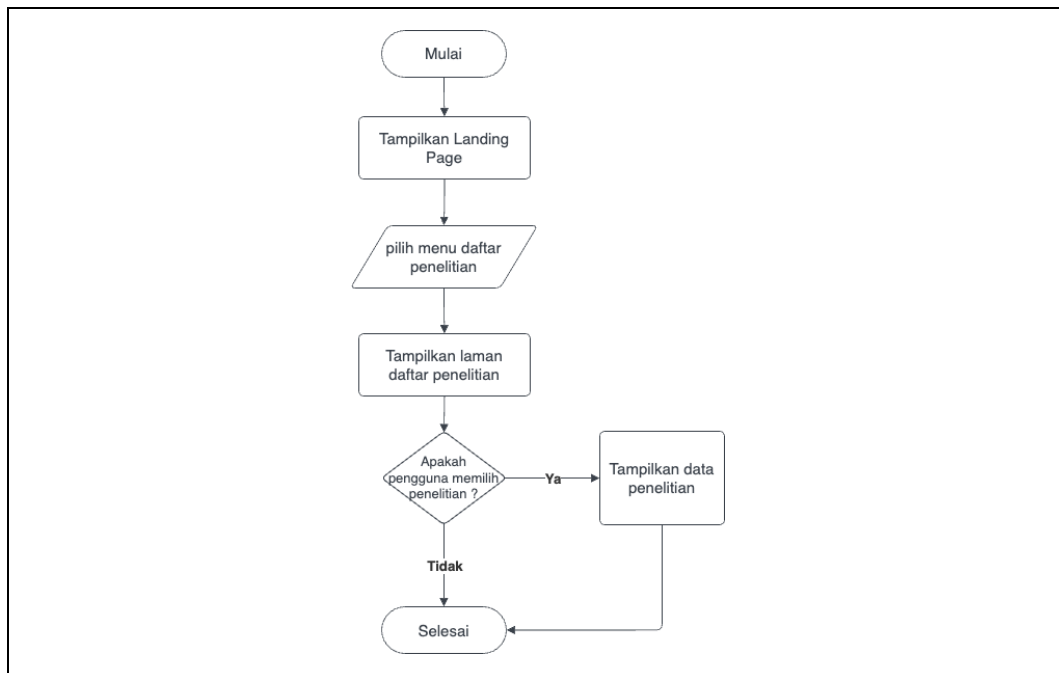 Mulai
Tampilkan Landing
Page
pilih menu daftar
penelitian
Tampilkan laman
daftar penelitian
Apakah
pengguna memilih
penelitian ?
Ya
Tampilkan data
penelitian
Tidak
Selesai